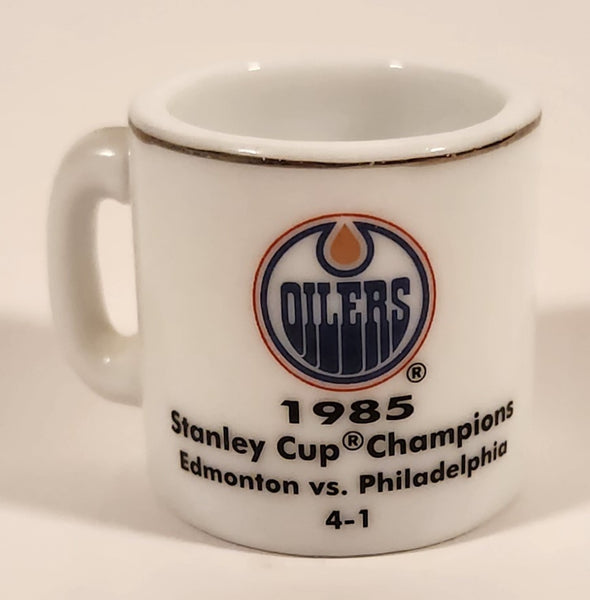 OILERS
®
1985
Stanley Cup® Champions
Edmonton vs. Philadelphia
4-1